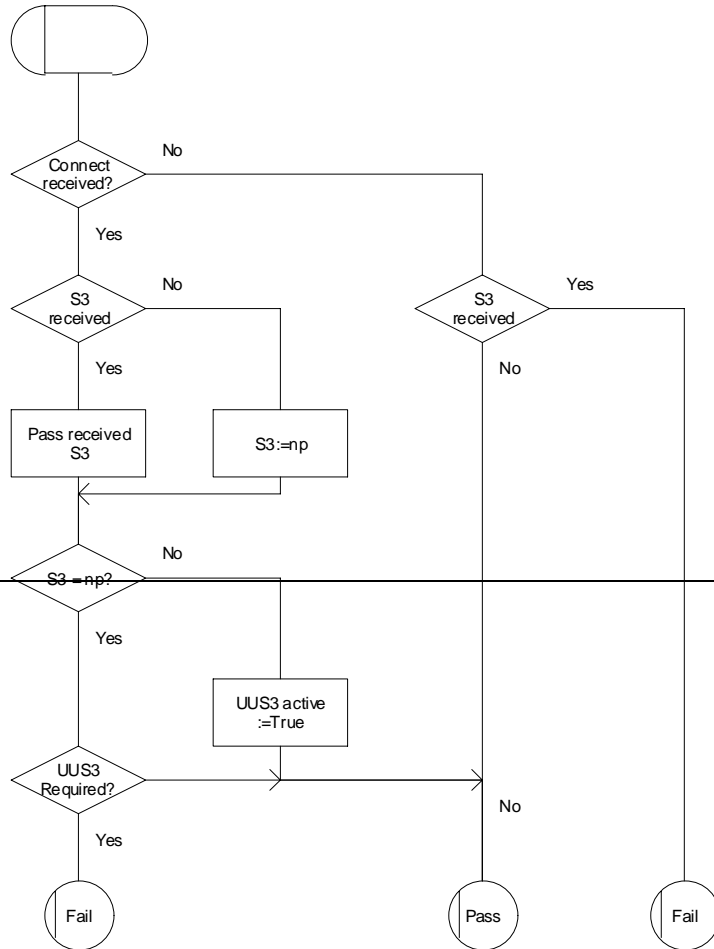 No
Connect
received?
Yes
S3
received
No
S3
received
Yes
Yes
No
Pass received
S3
S3:=np
No
S3 = np?
Yes
UUS3 active
:=True
UUS3
Required?
No
Yes
Fail
Pass
Fail